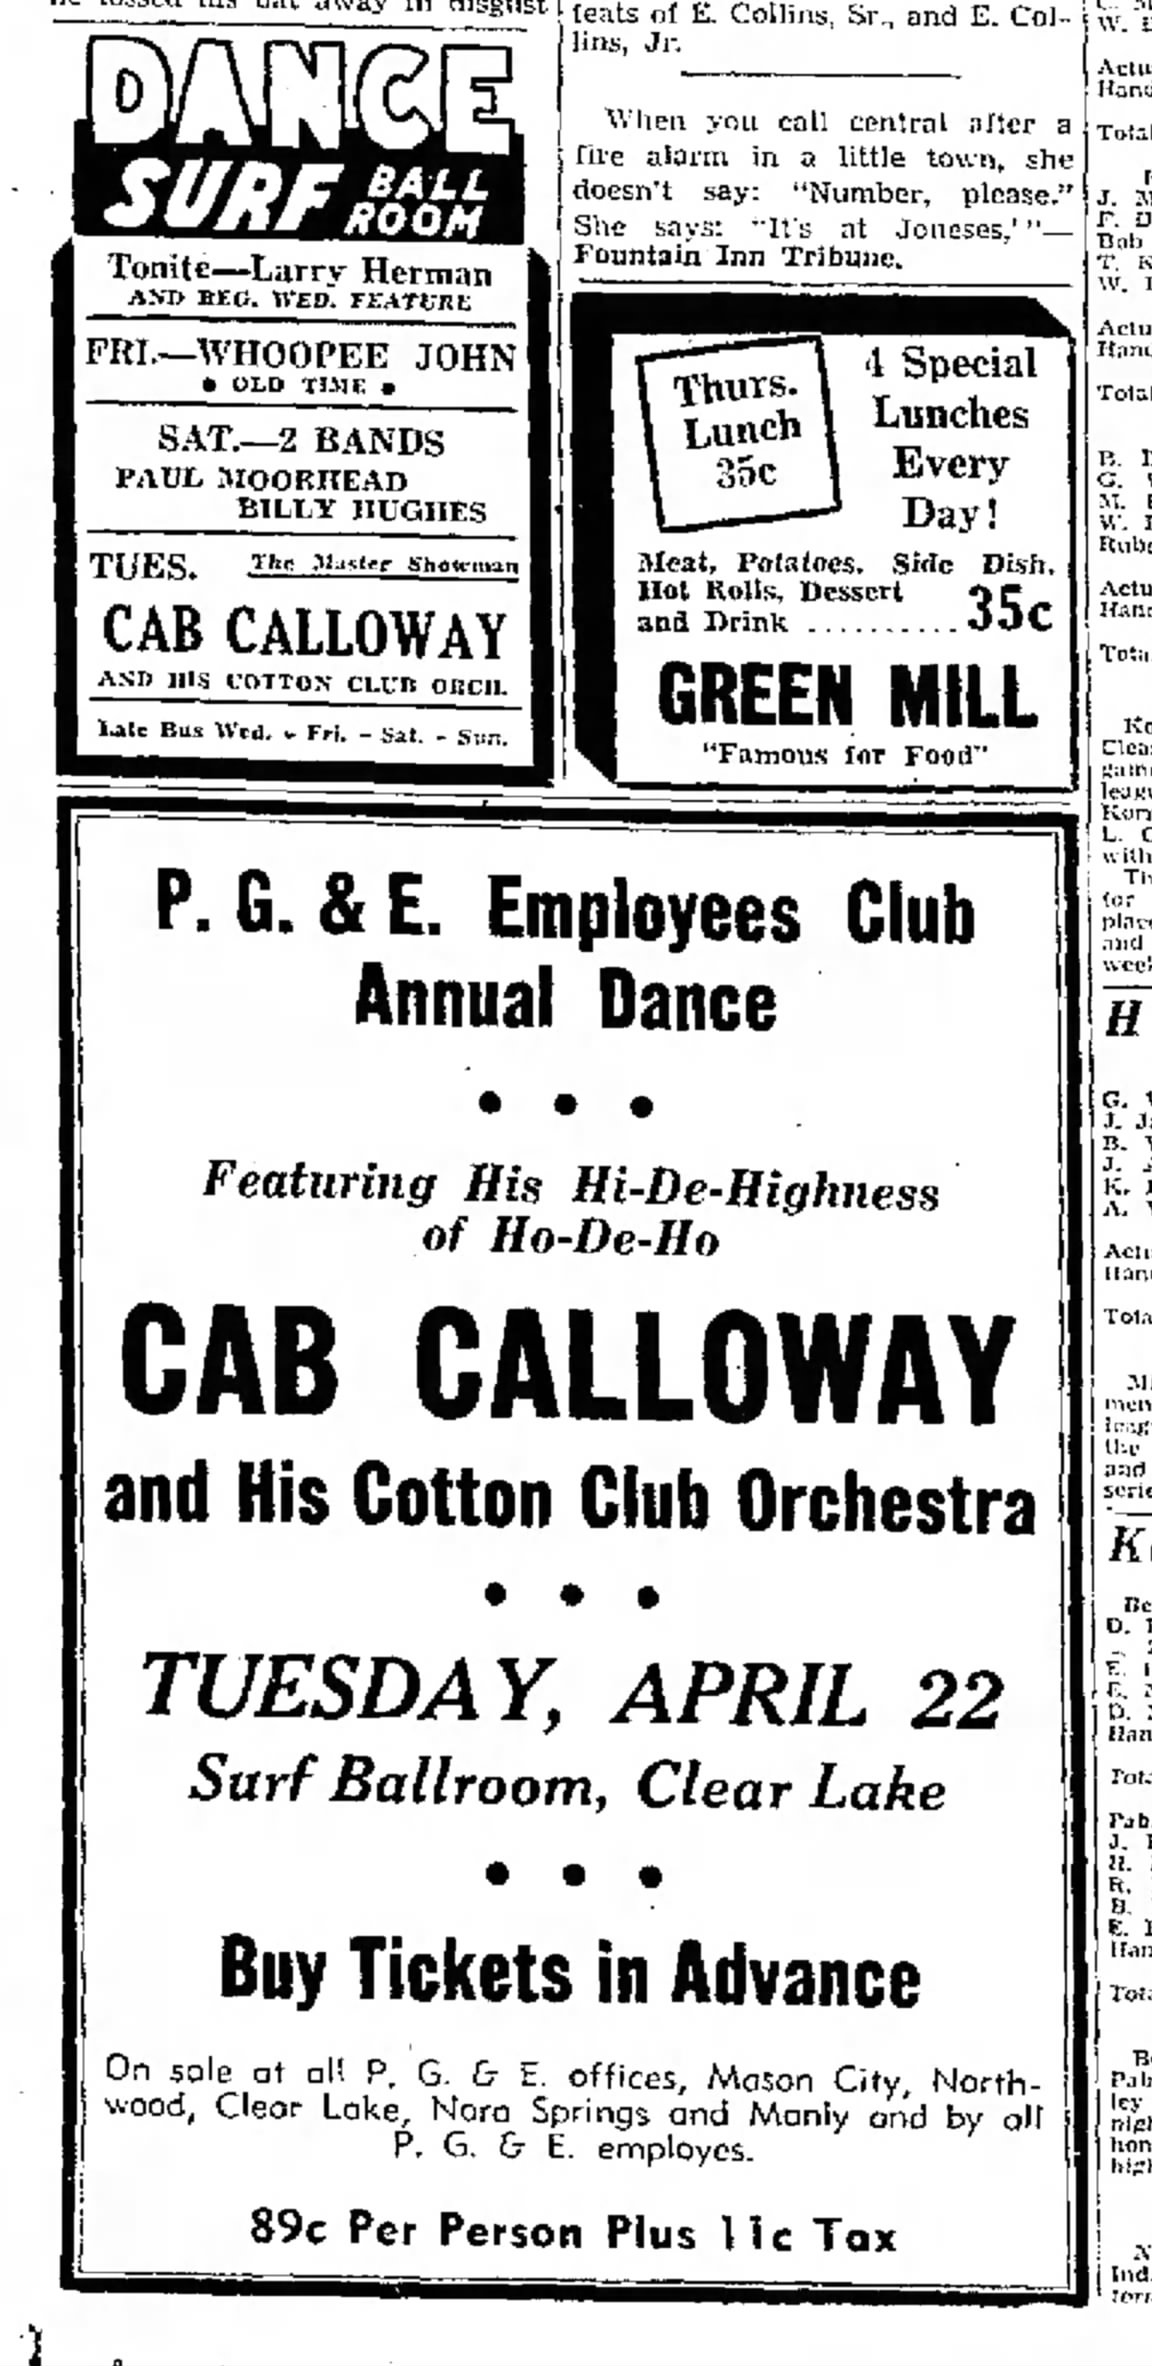 feats of E. Collins, Sr., and E. Col-
lins, Jr.
When you call central after a
fire alarm in a little town, she
doesn't say: "Number, please."
She says: "It's at Joneses,'"—
Fountain Inn Tribune.
DANCE
SURF BALL
ROOM
Tonite—Larry Herman
AND REG. WED. FEATURE
FRI.—WHOOPEE JOHN
• OLD TIME •
SAT.—2 BANDS
PAUL MOORHEAD
BILLY HUGHES
TUES. The Master Showman
CAB CALLOWAY
AND HIS COTTON CLUB ORCH.
Late Bus Wed. - Fri. - Sat. - Sun.
Thurs.
Lunch
35c
4 Special
Lunches
Every
Day!
Meat, Potatoes, Side Dish,
Hot Rolls, Dessert
and Drink .......... 35c
GREEN MILL
"Famous for Food"
P. G. & E. Employees Club
Annual Dance
• • •
Featuring His Hi-De-Highness
of Ho-De-Ho
CAB CALLOWAY
and His Cotton Club Orchestra
• • •
TUESDAY, APRIL 22
Surf Ballroom, Clear Lake
• • •
Buy Tickets in Advance
On sale at all P. G. & E. offices, Mason City, North-
wood, Clear Lake, Nora Springs and Manly and by all
P. G. & E. employes.
89c Per Person Plus 11c Tax